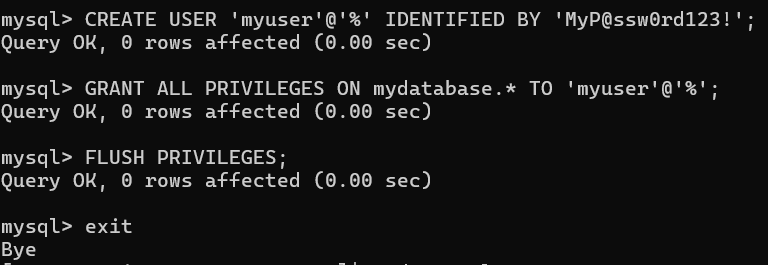 mysql> CREATE USER 'myuser'@'%' IDENTIFIED BY 'MyP@ssw0rd123!';
Query OK, 0 rows affected (0.00 sec)
mysql> GRANT ALL PRIVILEGES ON mydatabase.* TO 'myuser'@'%';
Query OK, 0 rows affected (0.00 sec)
mysql> FLUSH PRIVILEGES;
Query OK, 0 rows affected (0.00 sec)
mysql> exit
Bye